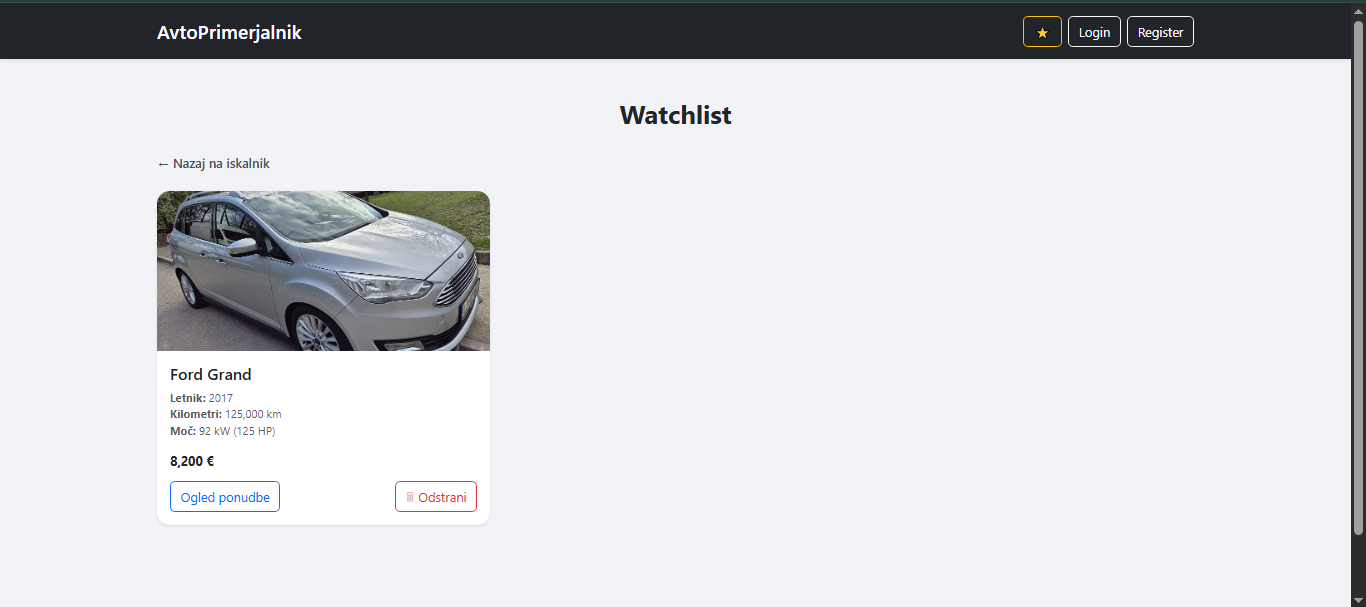 AvtoPrimerjalnik
★ Login Register
Watchlist
← Nazaj na iskalnik
Ford Grand
Letnik: 2017
Kilometri: 125,000 km
Moč: 92 kW (125 HP)
8,200 €
Ogled ponudbe
Odstrani